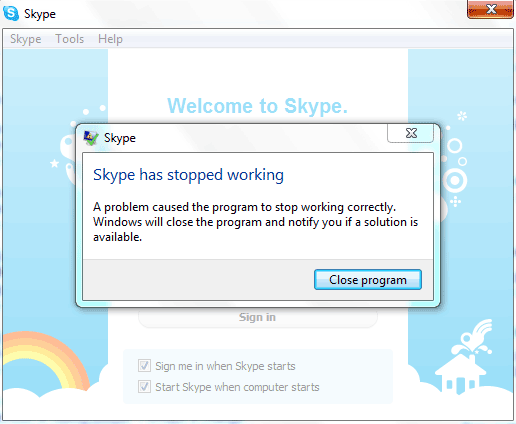 Skype
Skype Tools Help
Welcome to Skype.
Skype
Skype has stopped working
A problem caused the program to stop working correctly.
Windows will close the program and notify you if a solution is
available.
Close program
Sign in
Sign me in when Skype starts
Start Skype when computer starts